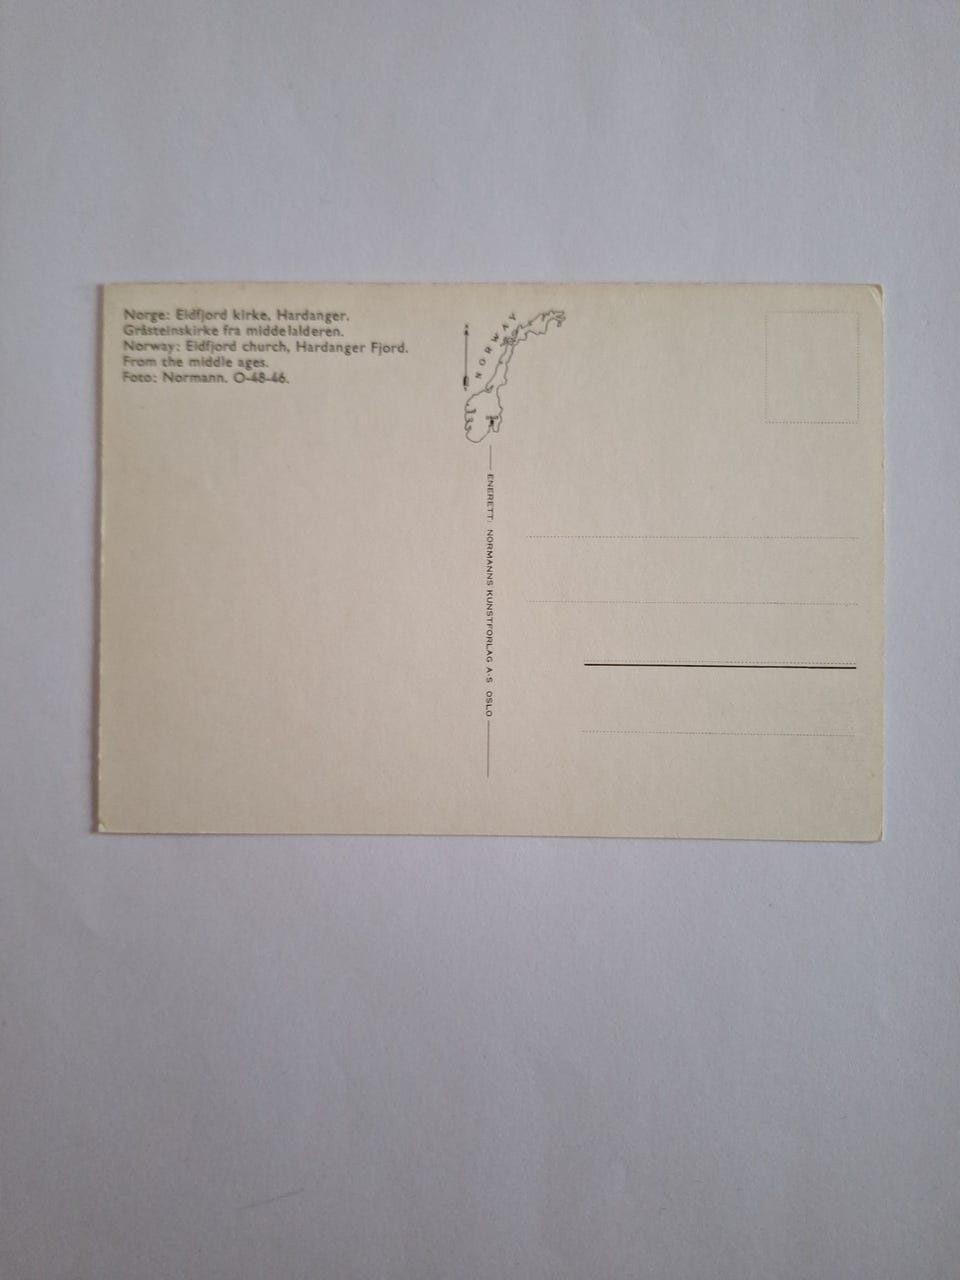 Norge: Eidfjord kirke, Hardanger.
Gråsteinskirke fra middelalderen.
Norway: Eidfjord church, Hardanger Fjord.
From the middle ages.
Foto: Normann. O-48-46.
NORWAY
ENERETT: NORMANNS KUNSTFORLAG A·S OSLO